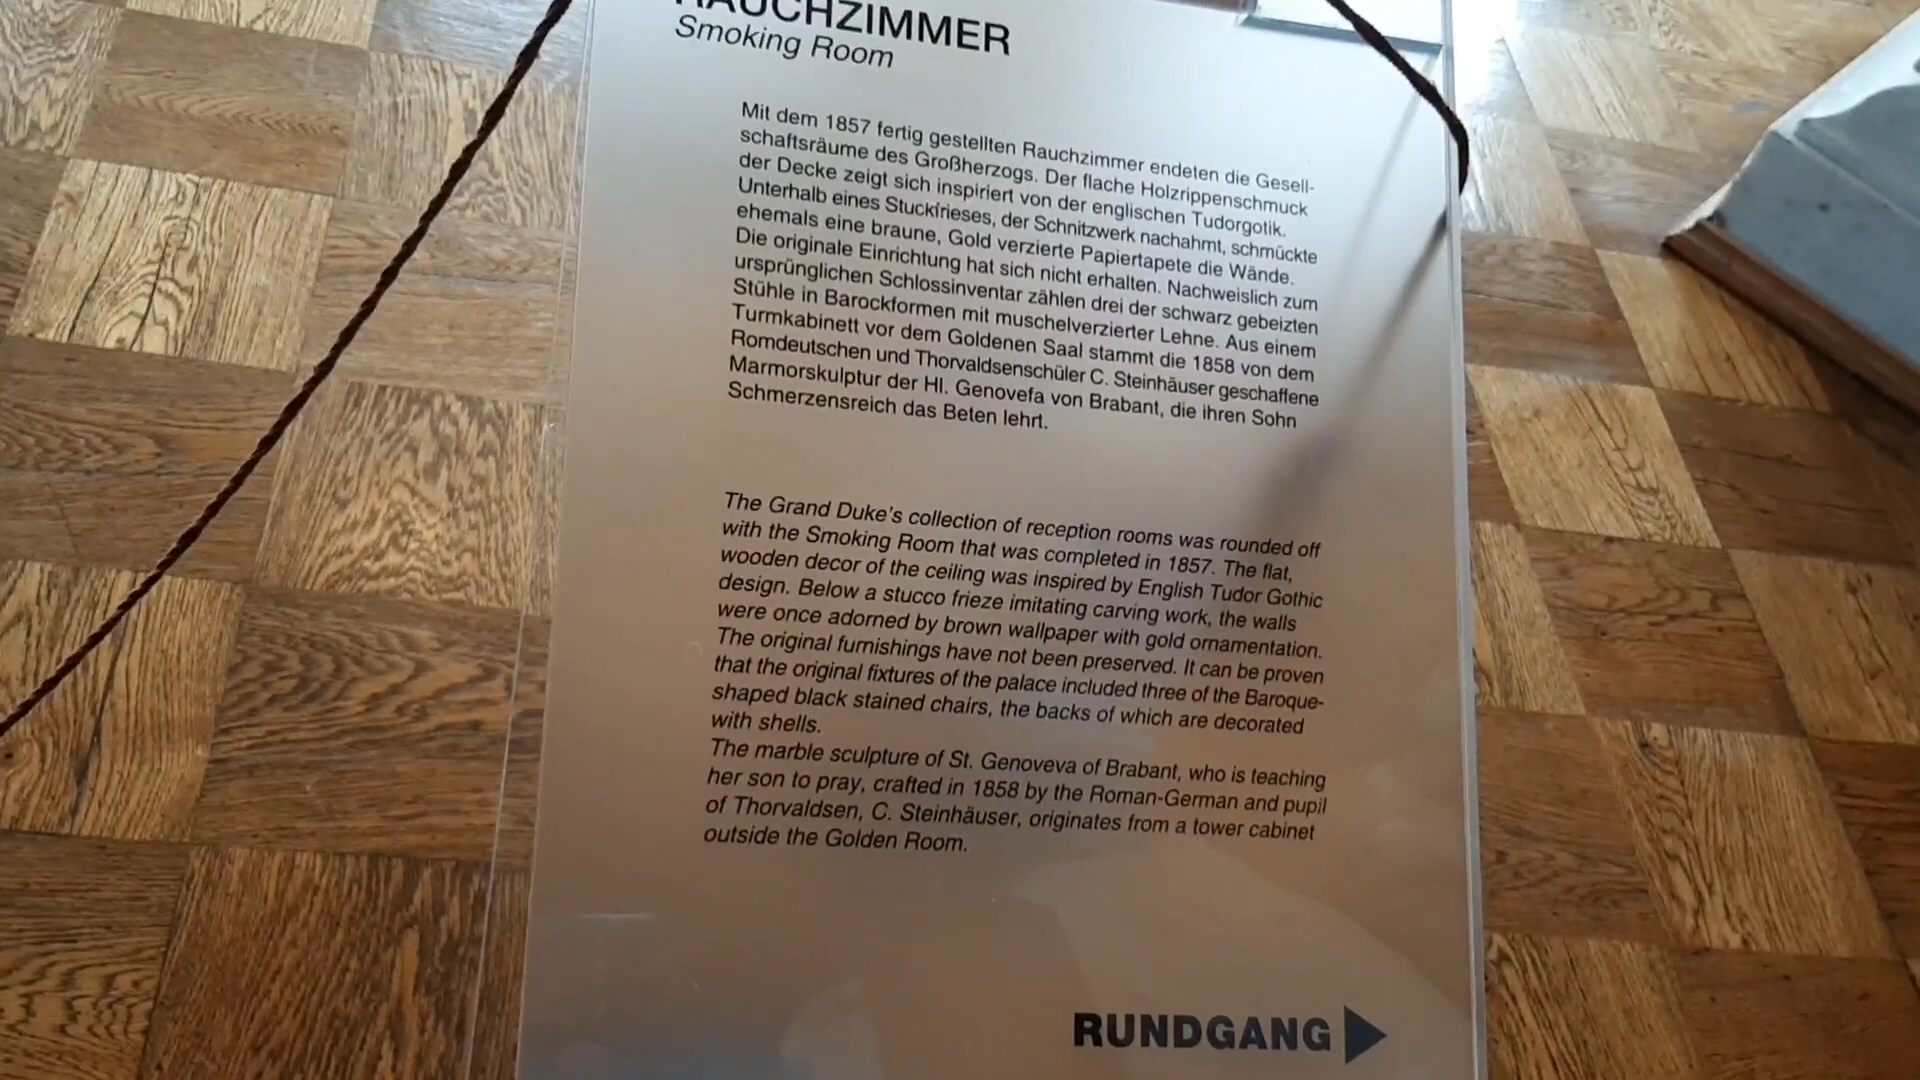 RAUCHZIMMER
Smoking Room
Mit dem 1857 fertig gestellten Rauchzimmer endeten die Gesell-
schaftsräume des Großherzogs. Der flache Holzrippenschmuck
der Decke zeigt sich inspiriert von der englischen Tudorgotik.
Unterhalb eines Stuckfrieses, der Schnitzwerk nachahmt, schmückte
ehemals eine braune, Gold verzierte Papiertapete die Wände.
Die originale Einrichtung hat sich nicht erhalten. Nachweislich zum
ursprünglichen Schlossinventar zählen drei der schwarz gebeizten
Stühle in Barockformen mit muschelverzierter Lehne. Aus einem
Turmkabinett vor dem Goldenen Saal stammt die 1858 von dem
Romdeutschen und Thorvaldsenschüler C. Steinhäuser geschaffene
Marmorskulptur der Hl. Genovefa von Brabant, die ihren Sohn
Schmerzensreich das Beten lehrt.
The Grand Duke's collection of reception rooms was rounded off
with the Smoking Room that was completed in 1857. The flat,
wooden decor of the ceiling was inspired by English Tudor Gothic
design. Below a stucco frieze imitating carving work, the walls
were once adorned by brown wallpaper with gold ornamentation.
The original furnishings have not been preserved. It can be proven
that the original fixtures of the palace included three of the Baroque-
shaped black stained chairs, the backs of which are decorated
with shells.
The marble sculpture of St. Genoveva of Brabant, who is teaching
her son to pray, crafted in 1858 by the Roman-German and pupil
of Thorvaldsen, C. Steinhäuser, originates from a tower cabinet
outside the Golden Room.
RUNDGANG